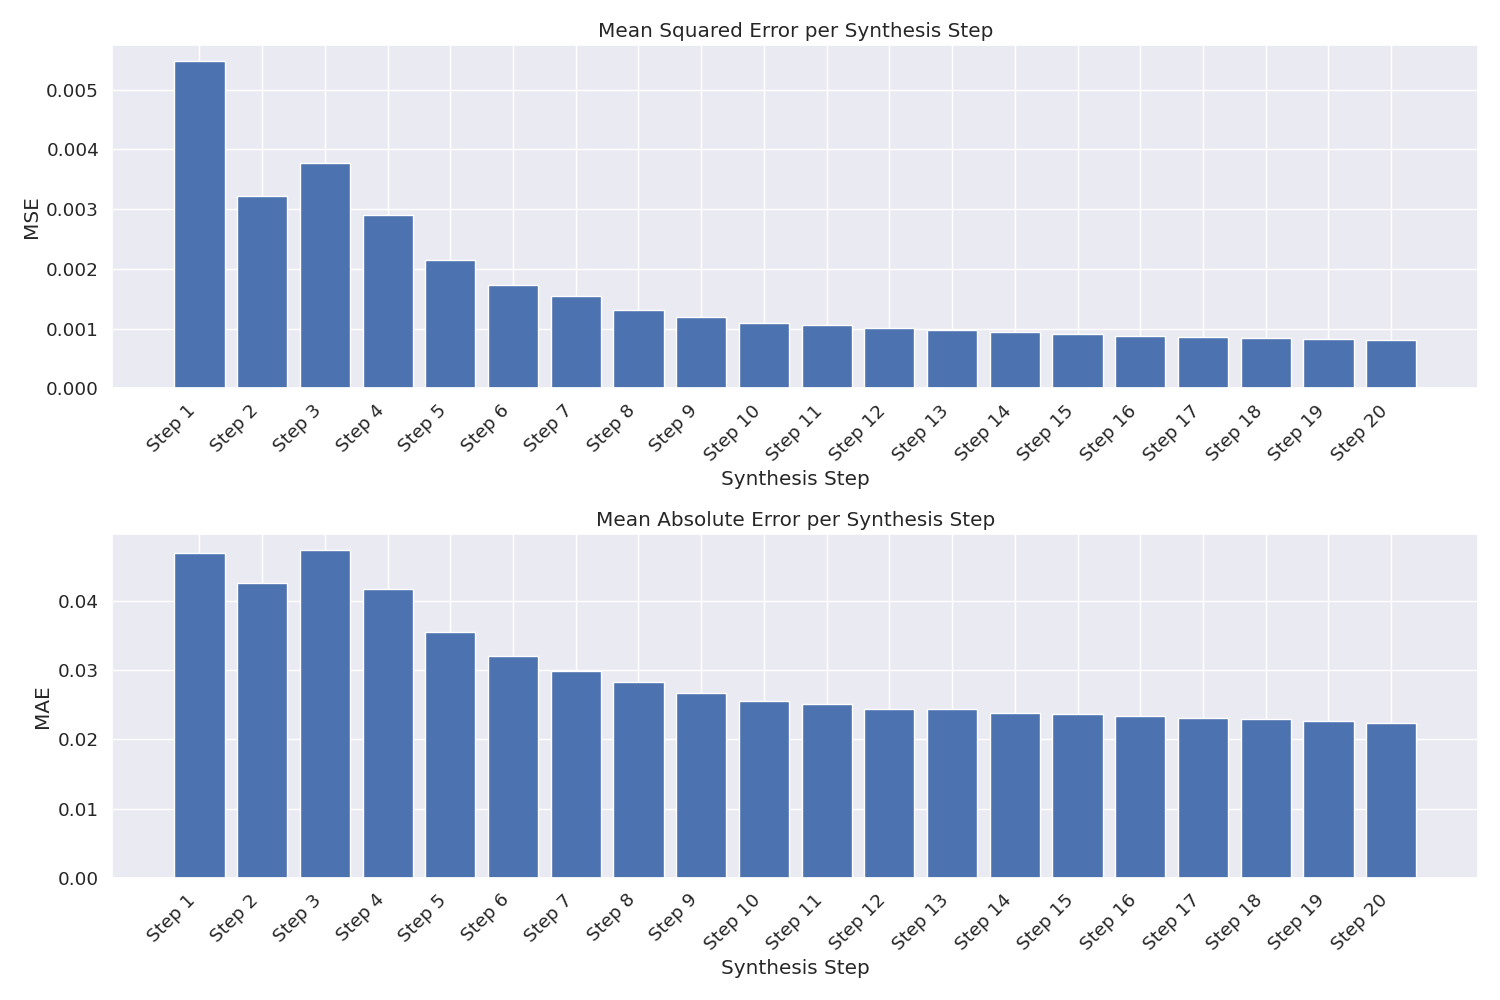 Mean Squared Error per Synthesis Step
0.005
0.004
0.003
0.002
0.001
0.000
MSE
Step 1 Step 2 Step 3 Step 4 Step 5 Step 6 Step 7 Step 8 Step 9 Step 10 Step 11 Step 12 Step 13 Step 14 Step 15 Step 16 Step 17 Step 18 Step 19 Step 20
Synthesis Step
Mean Absolute Error per Synthesis Step
0.04
0.03
0.02
0.01
0.00
MAE
Step 1 Step 2 Step 3 Step 4 Step 5 Step 6 Step 7 Step 8 Step 9 Step 10 Step 11 Step 12 Step 13 Step 14 Step 15 Step 16 Step 17 Step 18 Step 19 Step 20
Synthesis Step